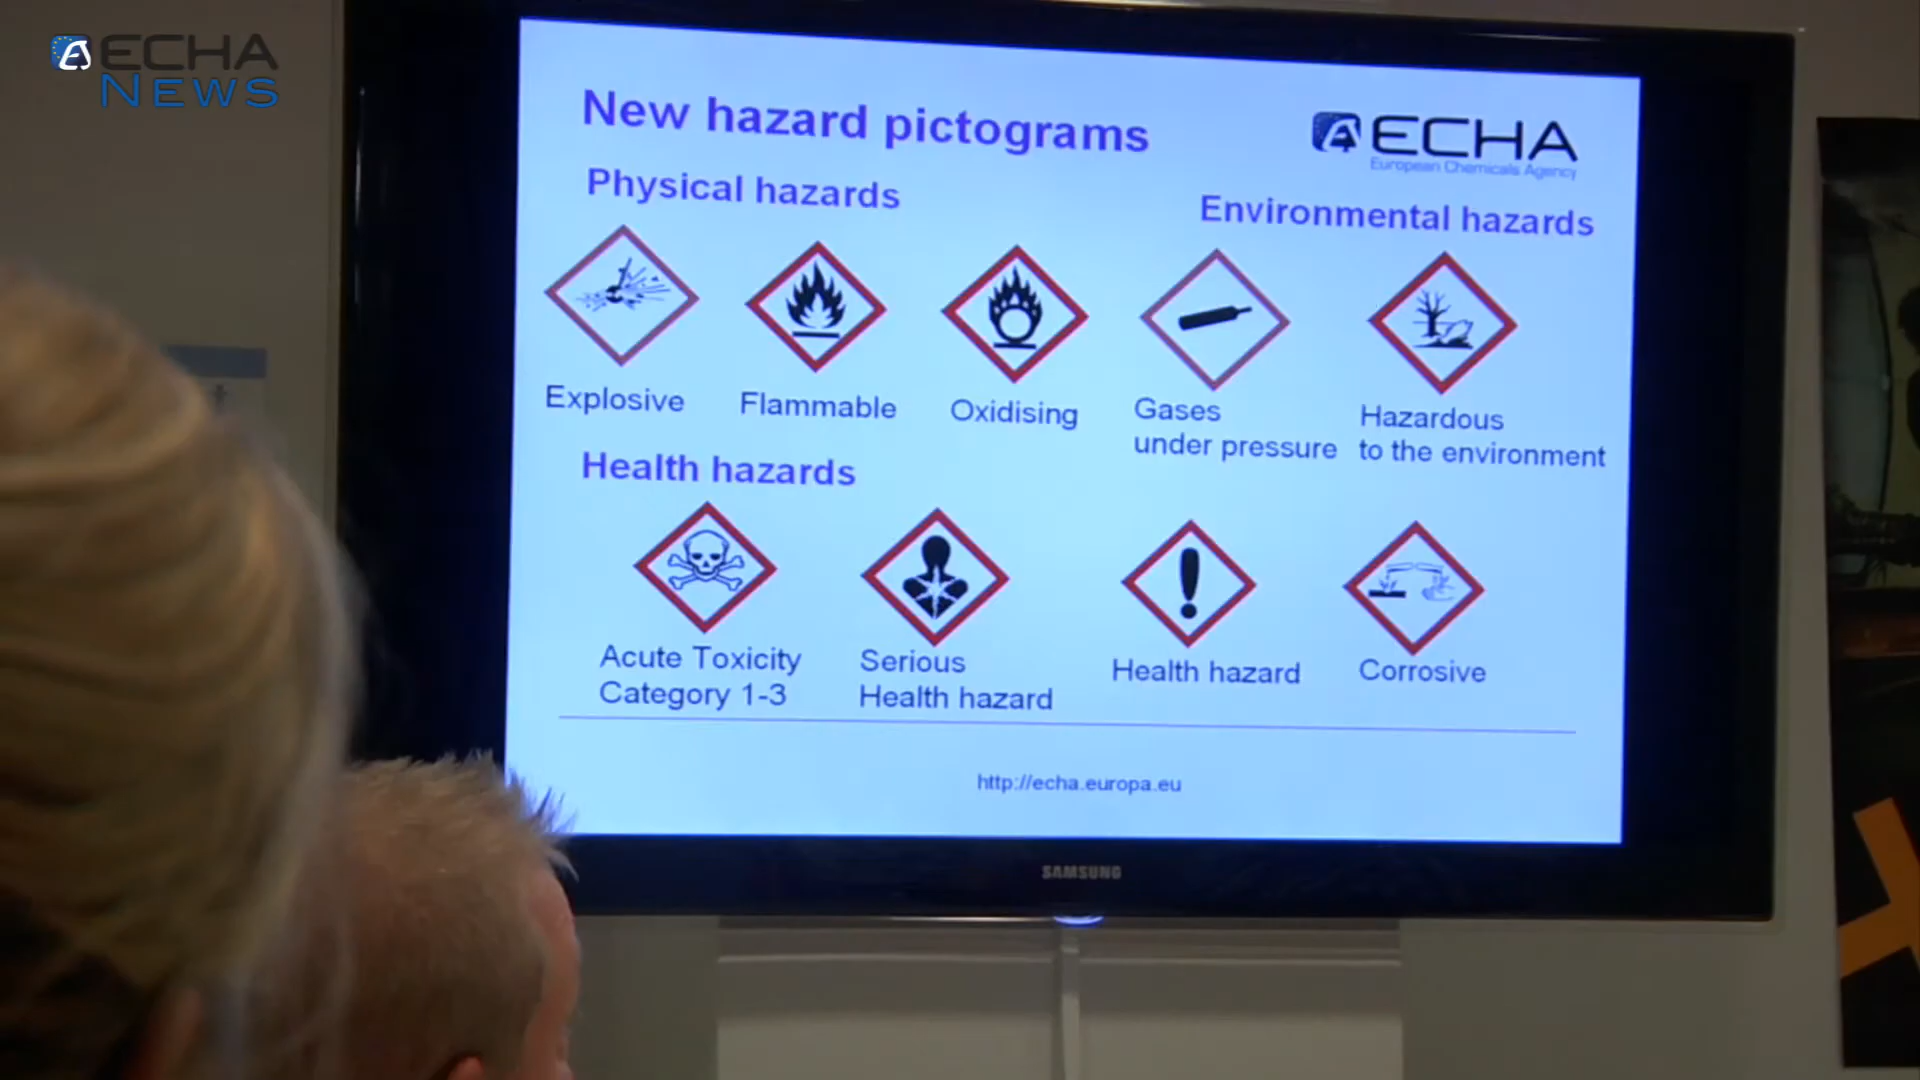 ECHA
NEWS
New hazard pictograms
ECHA
European Chemicals Agency
Physical hazards
Environmental hazards
Explosive
Flammable
Oxidising
Gases
under pressure
Hazardous
to the environment
Health hazards
Acute Toxicity
Category 1-3
Serious
Health hazard
Health hazard
Corrosive
http://echa.europa.eu
SAMSUNG